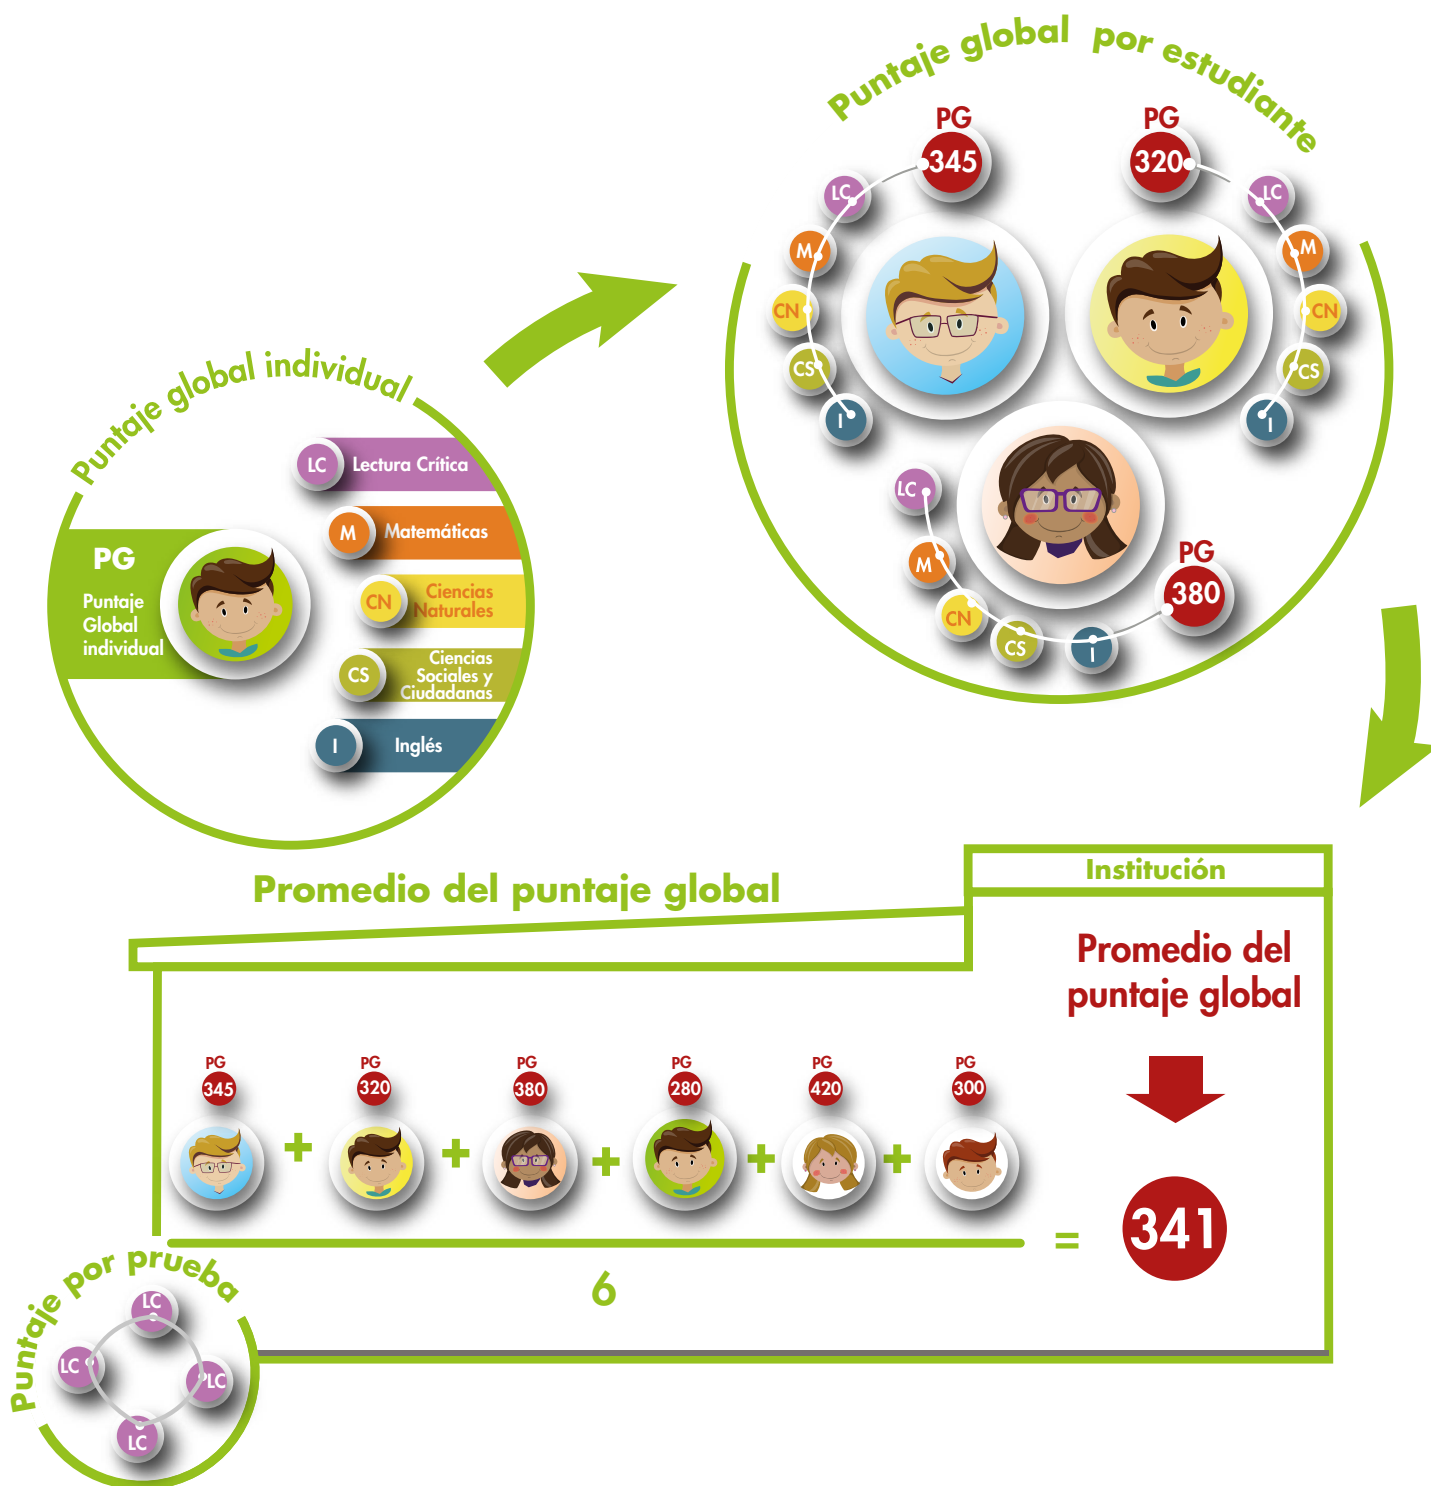 Puntaje global individual
PG
Puntaje
Global
individual
LC
Lectura Crítica
M
Matemáticas
CN
Ciencias
Naturales
CS
Ciencias
Sociales y
Ciudadanas
I
Inglés
Puntaje global por estudiante
PG
345
LC
M
CN
CS
I
PG
320
LC
M
CN
CS
I
LC
M
CN
CS
I
PG
380
Promedio del puntaje global
Institución
Promedio del
puntaje global
PG
345
+
PG
320
+
PG
380
+
PG
280
+
PG
420
+
PG
300
6
=
341
Puntaje por prueba
LC
LC
LC
LC